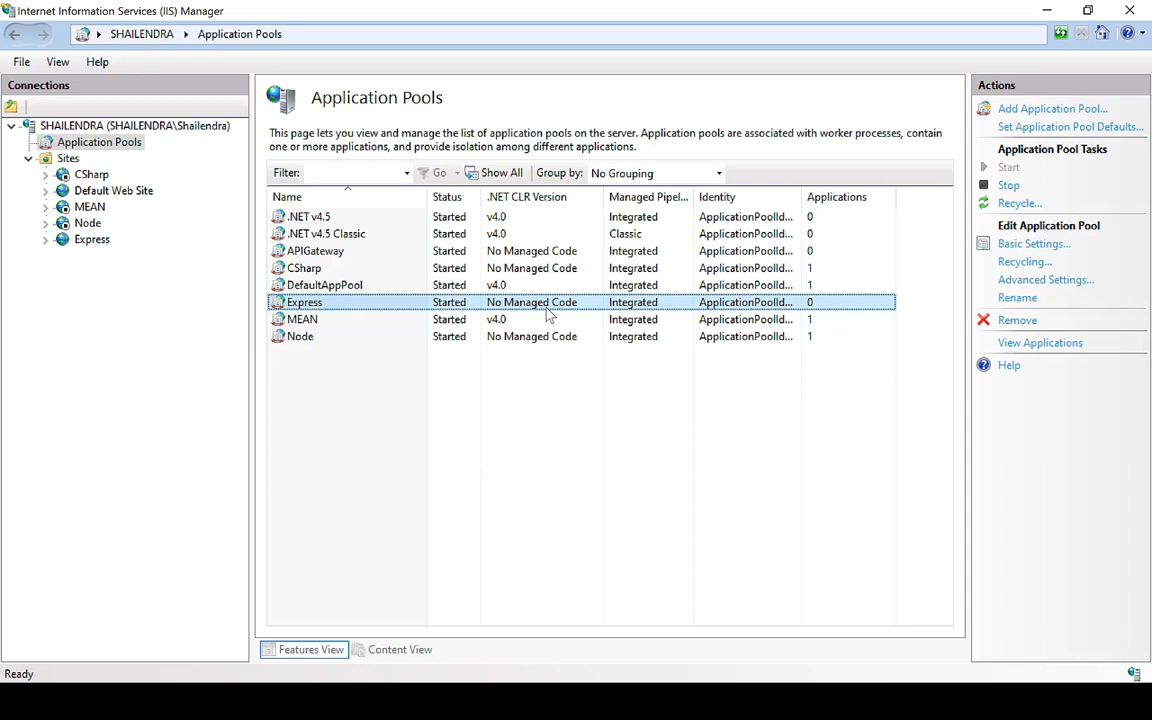 Internet Information Services (IIS) Manager
SHAILENDRA
Application Pools
File View Help
Connections
SHAILENDRA (SHAILENDRA\Shailendra)
Application Pools
Sites
CSharp
Default Web Site
MEAN
Node
Express
Application Pools
This page lets you view and manage the list of application pools on the server. Application pools are associated with worker processes, contain
one or more applications, and provide isolation among different applications.
Filter: Go Show All Group by: No Grouping
Name Status .NET CLR Version Managed Pipel... Identity Applications
.NET v4.5 Started v4.0 Integrated ApplicationPoolId... 0
.NET v4.5 Classic Started v4.0 Classic ApplicationPoolId... 0
APIGateway Started No Managed Code Integrated ApplicationPoolId... 0
CSharp Started No Managed Code Integrated ApplicationPoolId... 1
DefaultAppPool Started v4.0 Integrated ApplicationPoolId... 1
Express Started No Managed Code Integrated ApplicationPoolId... 0
MEAN Started v4.0 Integrated ApplicationPoolId... 1
Node Started No Managed Code Integrated ApplicationPoolId... 1
Features View Content View
Actions
Add Application Pool...
Set Application Pool Defaults...
Application Pool Tasks
Start
Stop
Recycle...
Edit Application Pool
Basic Settings...
Recycling...
Advanced Settings...
Rename
Remove
View Applications
Help
Ready